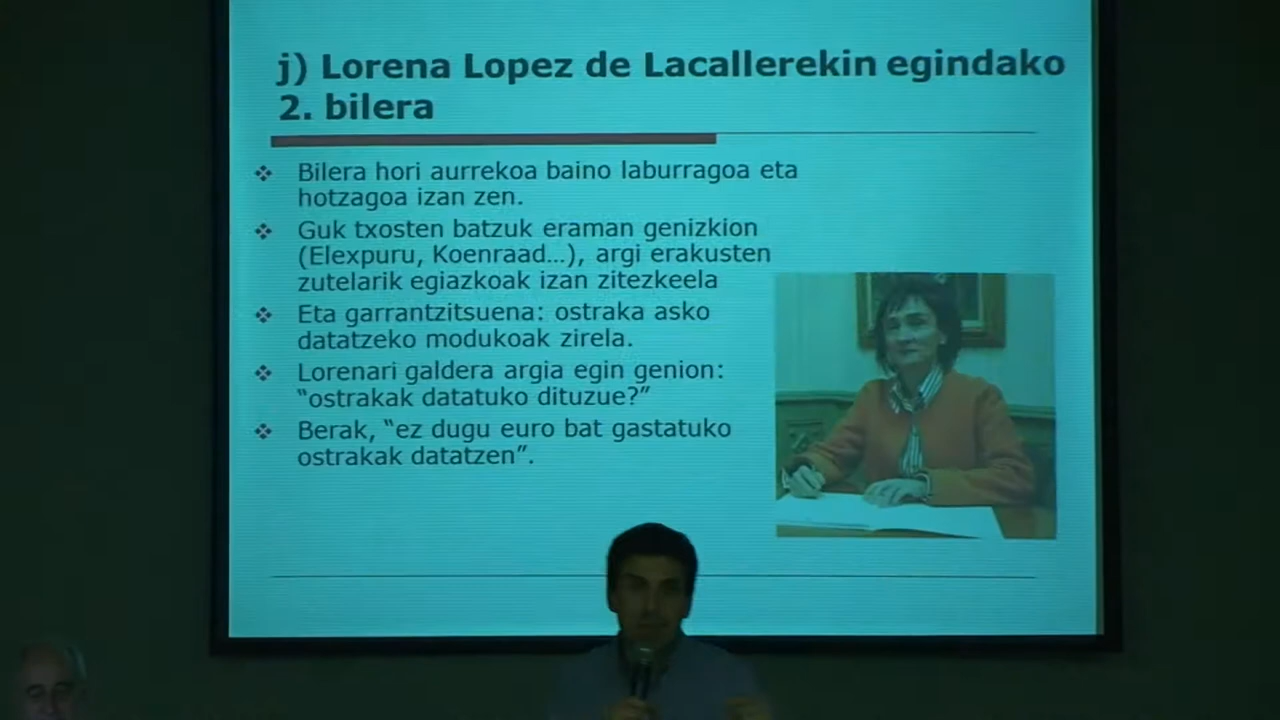 j) Lorena Lopez de Lacallerekin egindako
2. bilera
Bilera hori aurrekoa baino laburragoa eta
hotzagoa izan zen.
Guk txosten batzuk eraman genizkion
(Elexpuru, Koenraad…), argi erakusten
zutelarik egiazkoak izan zitezkeela
Eta garrantzitsuena: ostraka asko
datatzeko modukoak zirela.
Lorenari galdera argia egin genion:
“ostrakak datatuko dituzue?”
Berak, “ez dugu euro bat gastatuko
ostrakak datatzen”.